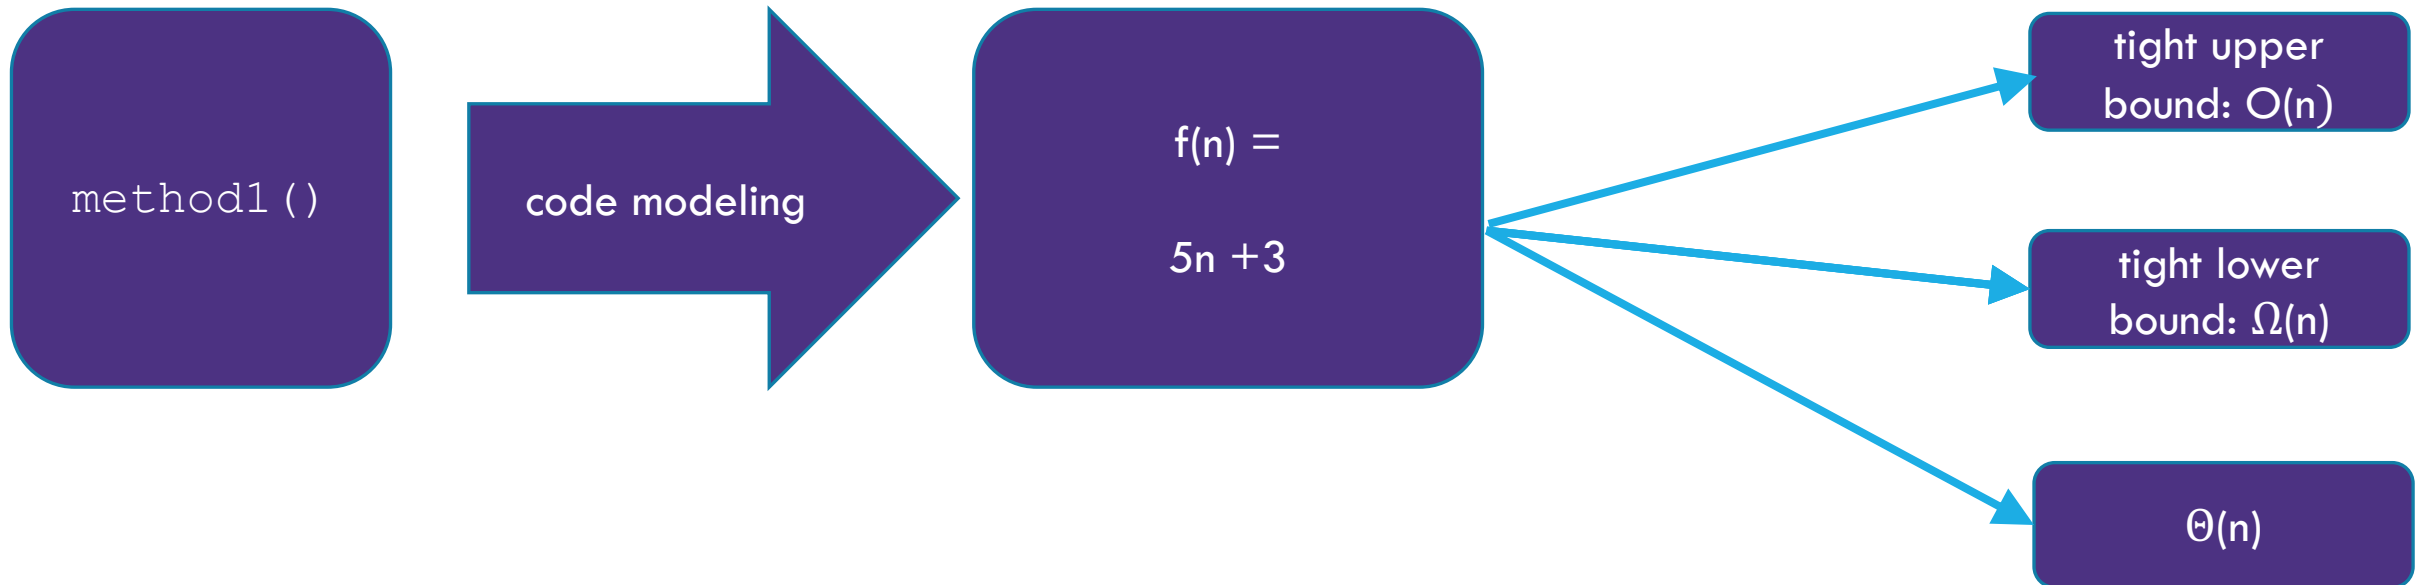 method1()
code modeling
f(n) =
5n +3
tight upper
bound: O(n)
tight lower
bound: Ω(n)
Θ(n)